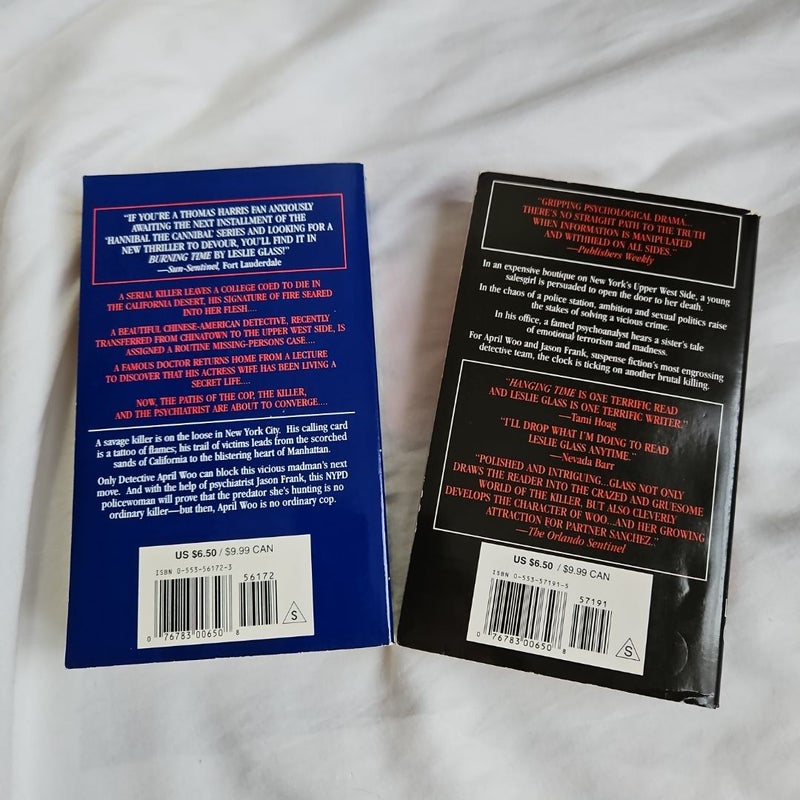 "IF YOU'RE A THOMAS HARRIS FAN ANXIOUSLY
AWAITING THE NEXT INSTALLMENT OF THE
'HANNIBAL THE CANNIBAL' SERIES AND LOOKING FOR A
NEW THRILLER TO DEVOUR, YOU'LL FIND IT IN
BURNING TIME BY LESLIE GLASS!"
—Sun-Sentinel, Fort Lauderdale
A SERIAL KILLER LEAVES A COLLEGE COED TO DIE IN
THE CALIFORNIA DESERT, HIS SIGNATURE OF FIRE SEARED
INTO HER FLESH....
A BEAUTIFUL CHINESE-AMERICAN DETECTIVE, RECENTLY
TRANSFERRED FROM CHINATOWN TO THE UPPER WEST SIDE, IS
ASSIGNED A ROUTINE MISSING-PERSONS CASE....
A FAMOUS DOCTOR RETURNS HOME FROM A LECTURE
TO DISCOVER THAT HIS ACTRESS WIFE HAS BEEN LIVING A
SECRET LIFE....
NOW, THE PATHS OF THE COP, THE KILLER,
AND THE PSYCHIATRIST ARE ABOUT TO CONVERGE....
A savage killer is on the loose in New York City. His calling card
is a tattoo of flames; his trail of victims leads from the scorched
sands of California to the blistering heart of Manhattan.
Only Detective April Woo can block this vicious madman's next
move. And with the help of psychiatrist Jason Frank, this NYPD
policewoman will prove that the predator she's hunting is no
ordinary killer—but then, April Woo is no ordinary cop.
US $6.50 / $9.99 CAN
ISBN 0-553-56172-3
56172
0 76783 00650 8
S
"GRIPPING PSYCHOLOGICAL DRAMA...
THERE'S NO STRAIGHT PATH TO THE TRUTH
WHEN INFORMATION IS MANIPULATED
AND WITHHELD ON ALL SIDES."
—Publishers Weekly
In an expensive boutique on New York's Upper West Side, a young
salesgirl is persuaded to open the door to her death.
In the chaos of a police station, ambition and sexual politics raise
the stakes of solving a vicious crime.
In his office, a famed psychoanalyst hears a sister's tale
of emotional terrorism and madness.
For April Woo and Jason Frank, suspense fiction's most engrossing
detective team, the clock is ticking on another brutal killing.
"HANGING TIME IS ONE TERRIFIC READ
AND LESLIE GLASS IS ONE TERRIFIC WRITER."
—Tami Hoag
"I'LL DROP WHAT I'M DOING TO READ
LESLIE GLASS ANYTIME."
—Nevada Barr
"POLISHED AND INTRIGUING...GLASS NOT ONLY
DRAWS THE READER INTO THE CRAZED AND GRUESOME
WORLD OF THE KILLER, BUT ALSO CLEVERLY
DEVELOPS THE CHARACTER OF WOO...AND HER GROWING
ATTRACTION FOR PARTNER SANCHEZ."
—The Orlando Sentinel
US $6.50 / $9.99 CAN
ISBN 0-553-57191-5
57191
0 76783 00650 8
S